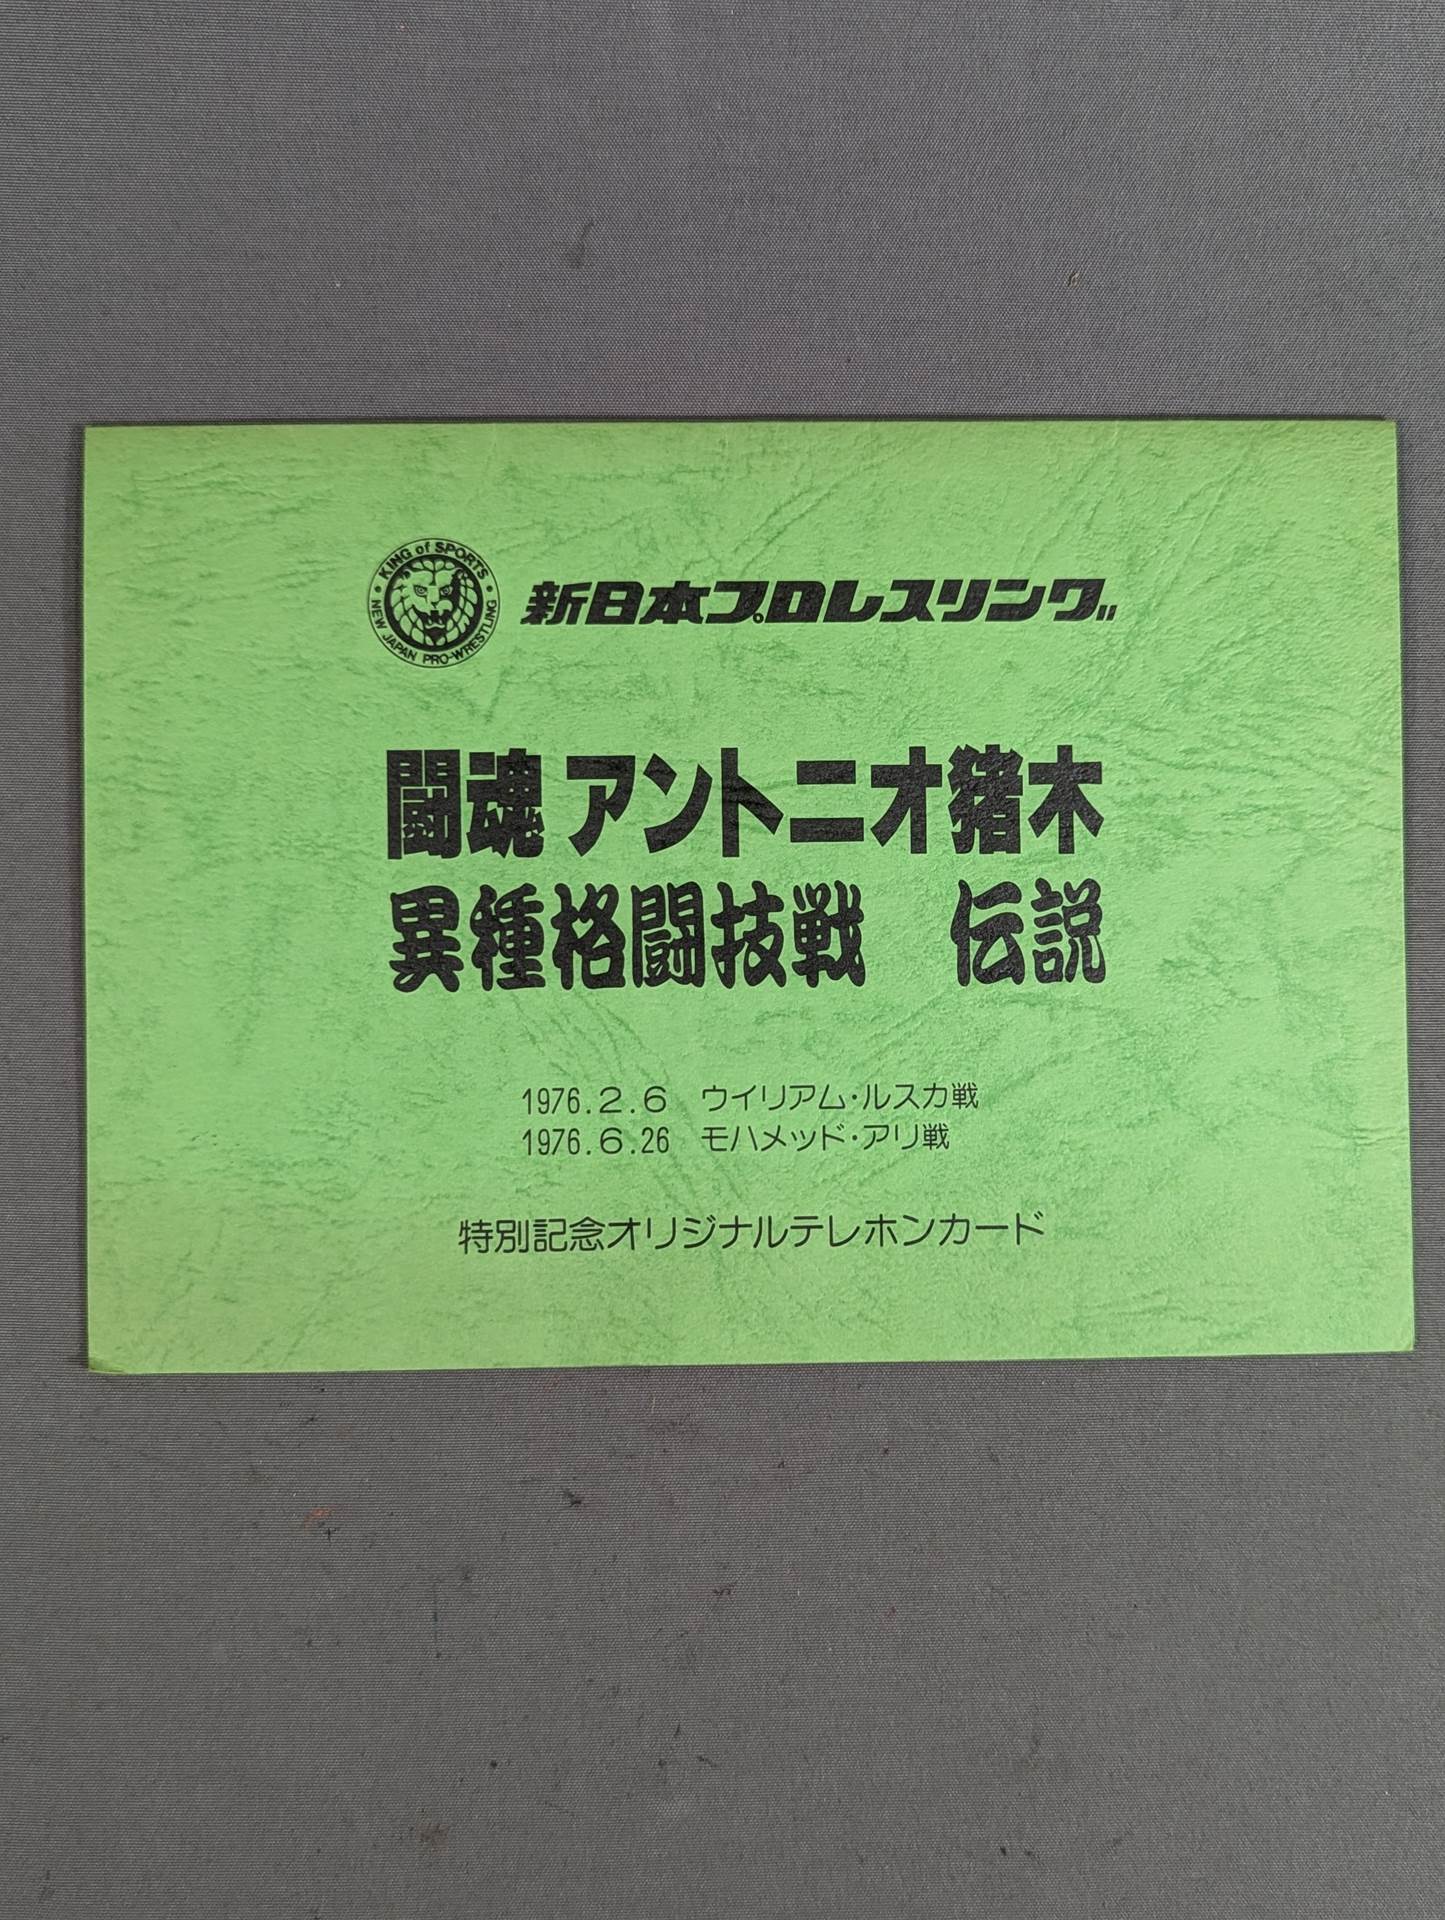 KING of SPORTS
NEW JAPAN PRO-WRESTLING
新日本プロレスリング
闘魂 アントニオ猪木
異種格闘技戦 伝説
1976.2.6 ウイリアム・ルスカ戦
1976.6.26 モハメッド・アリ戦
特別記念オリジナルテレホンカード